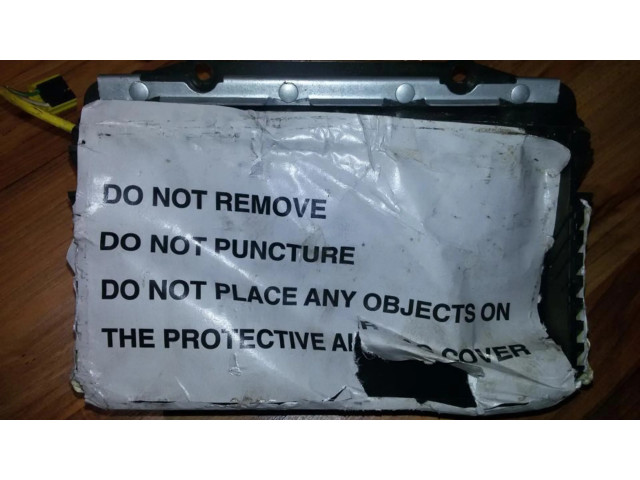 DO NOT REMOVE
DO NOT PUNCTURE
DO NOT PLACE ANY OBJECTS ON
THE PROTECTIVE COVER